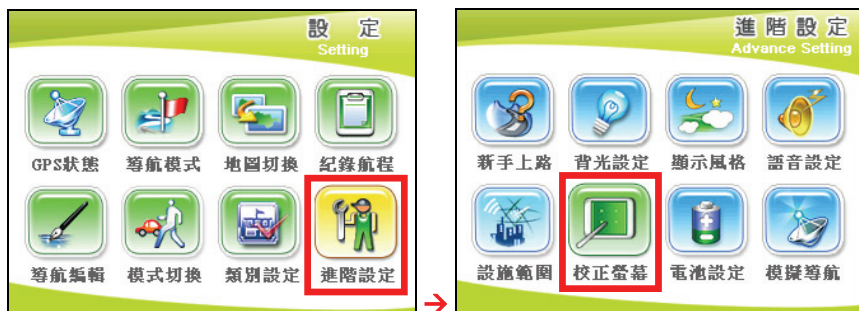 設 定
Setting
GPS狀態 導航模式 地圖切換 紀錄航程
導航編輯 模式切換 類別設定 進階設定
→
進階設定
Advance Setting
新手上路 背光設定 顯示風格 語音設定
設施範圍 校正螢幕 電池設定 模擬導航